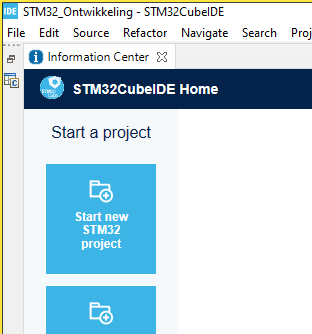 IDE STM32_Ontwikkeling - STM32CubeIDE
File Edit Source Refactor Navigate Search Proj
Information Center
STM32CubeIDE Home
Start a project
Start new
STM32
project